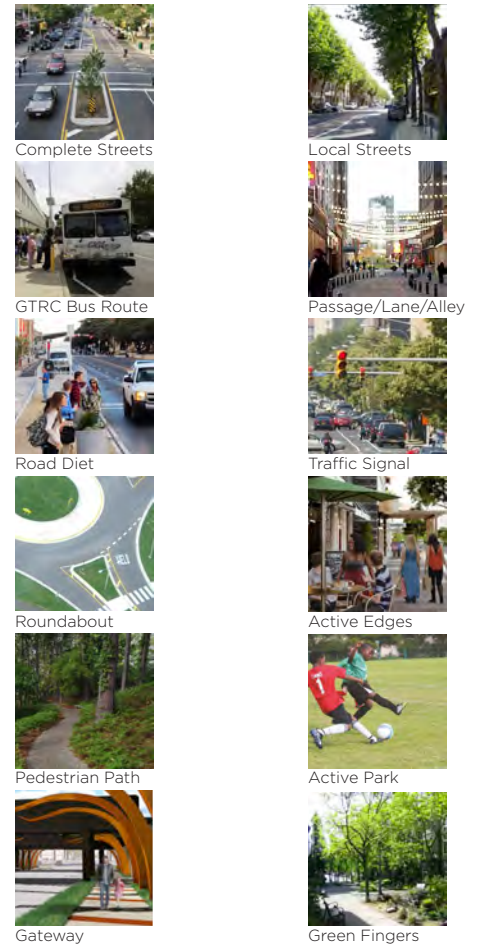 Complete Streets
Local Streets
GTRC Bus Route
Passage/Lane/Alley
Road Diet
Traffic Signal
1
Roundabout
Active Edges
Pedestrian Path
Active Park
Gateway
Green Fingers